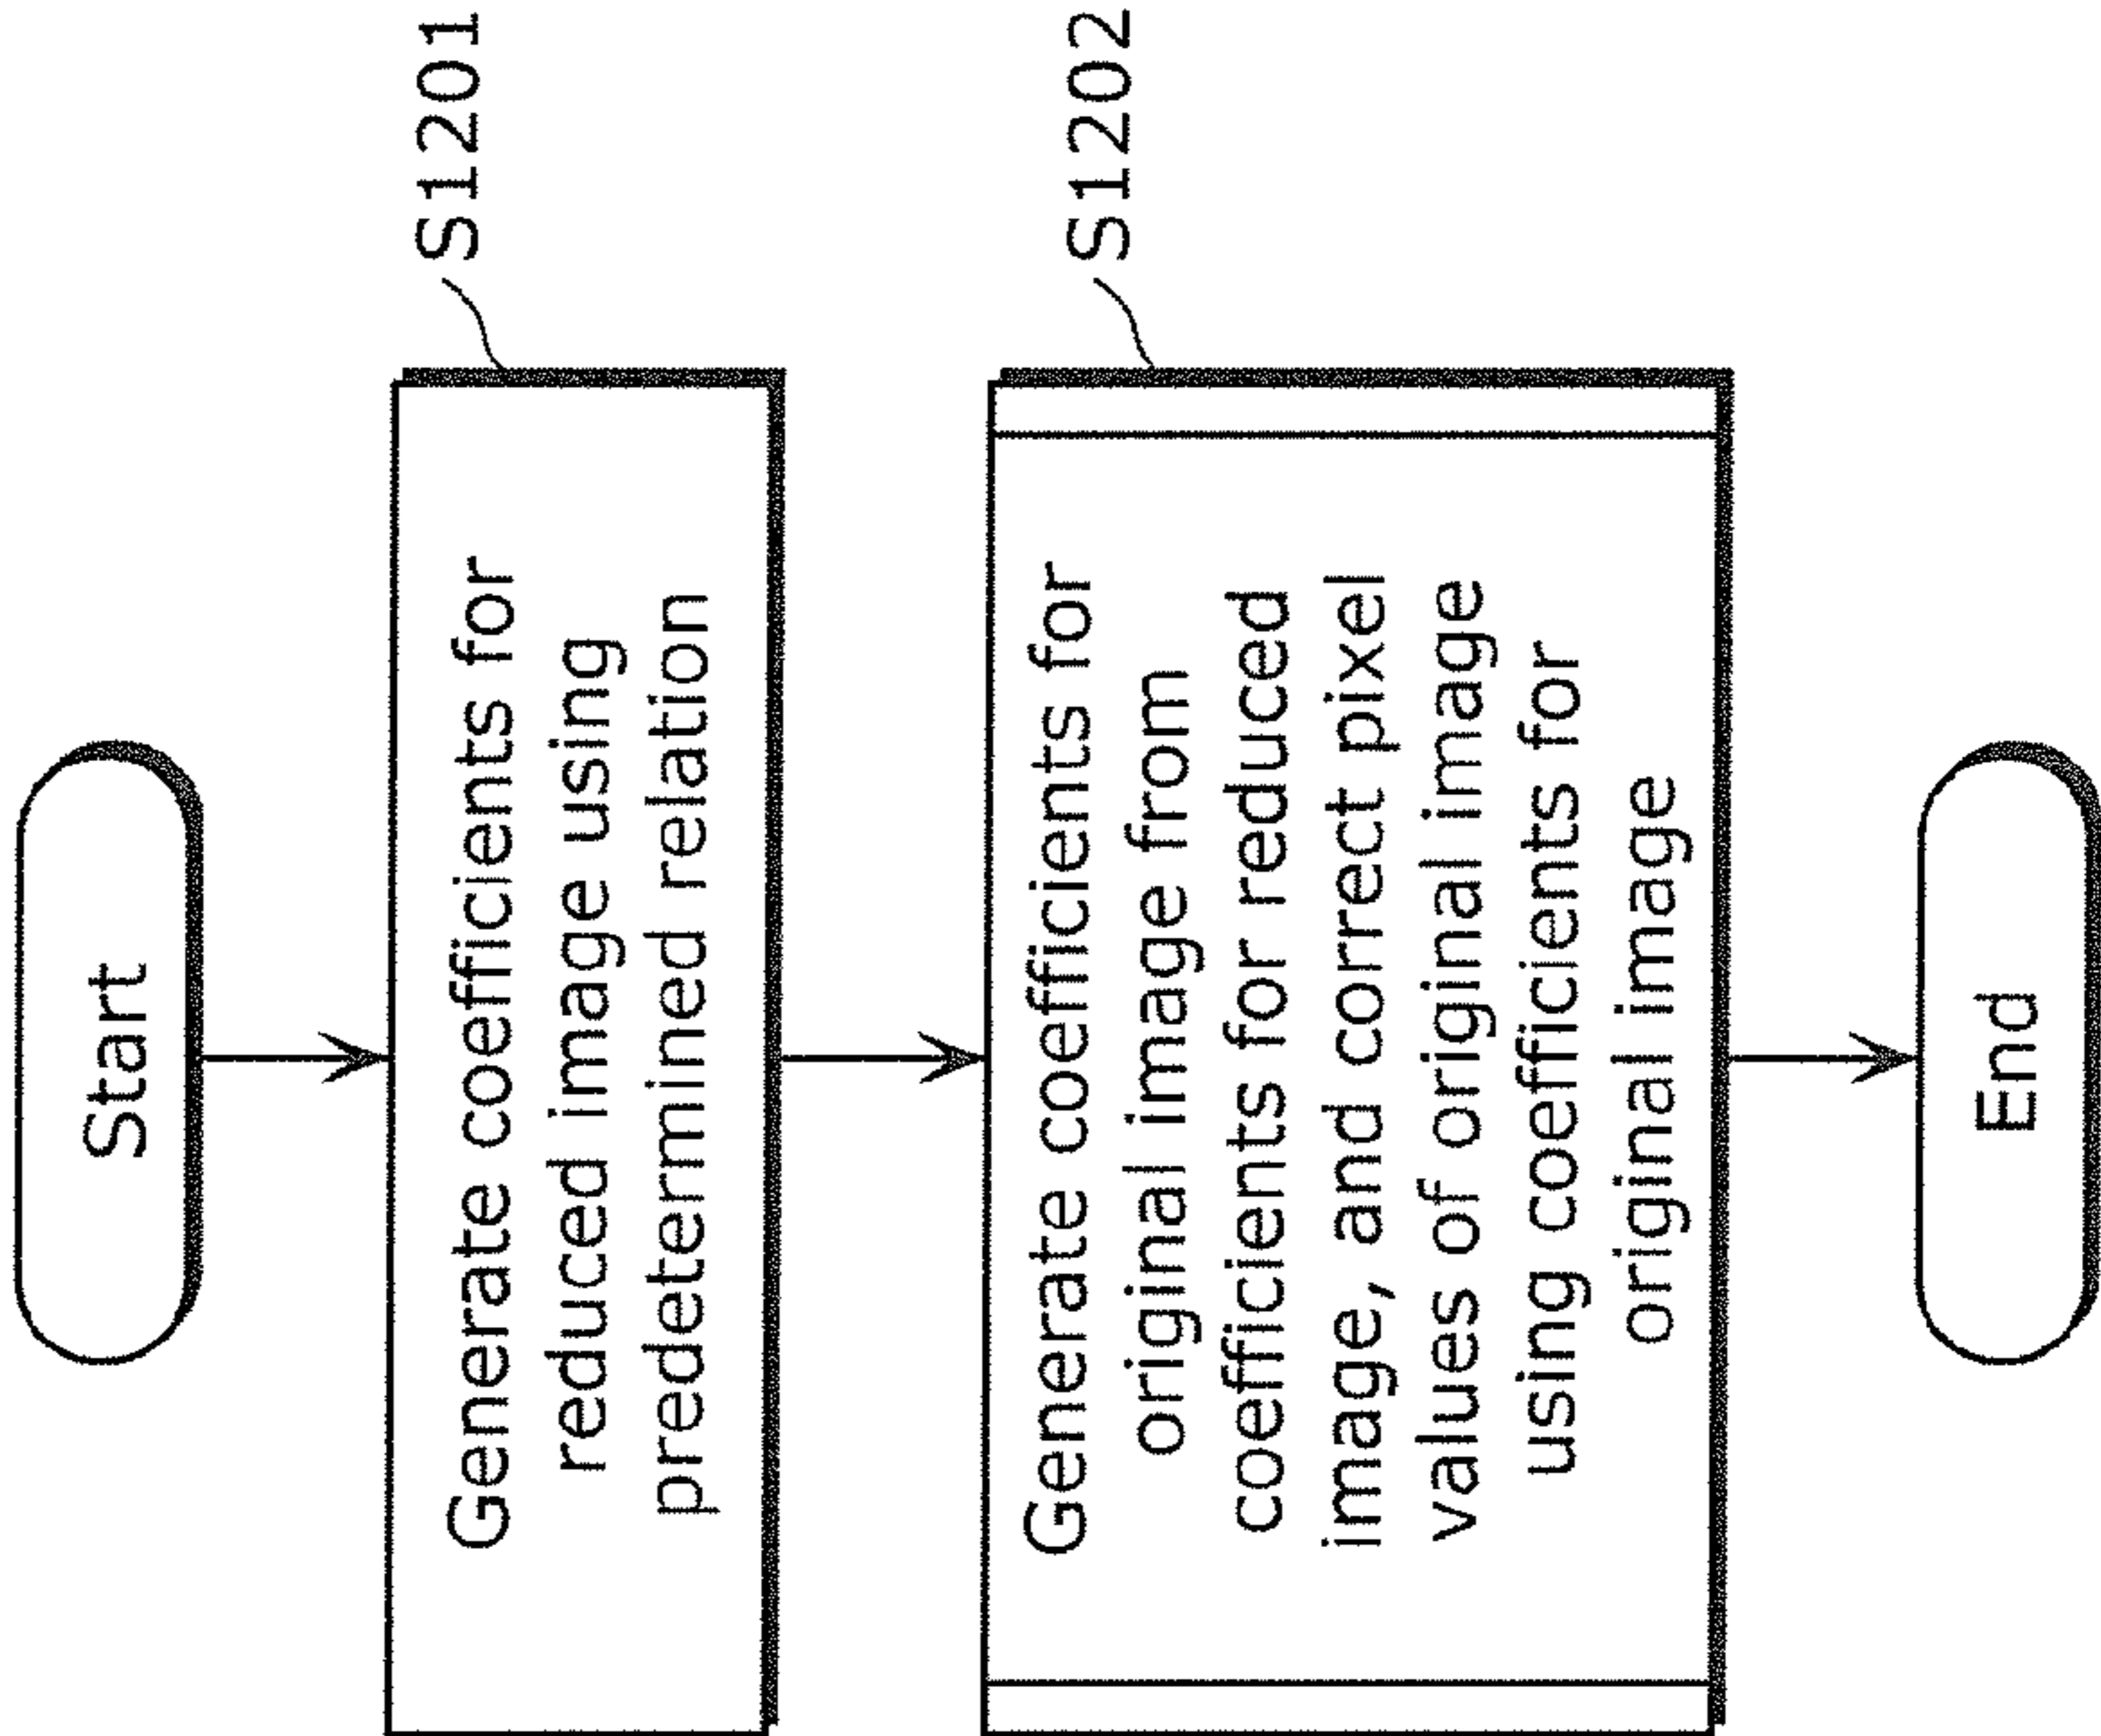 Start
S1201
Generate coefficients for
reduced image using
predetermined relation
S1202
Generate coefficients for
original image from
coefficients for reduced
image, and correct pixel
values of original image
using coefficients for
original image
End